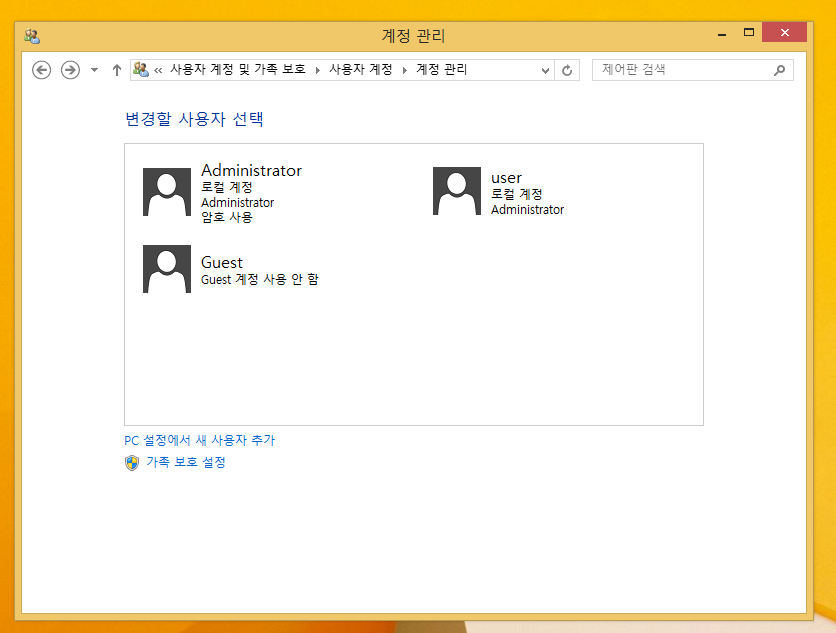 계정 관리
« 사용자 계정 및 가족 보호 ▸ 사용자 계정 ▸ 계정 관리
제어판 검색
변경할 사용자 선택
Administrator
로컬 계정
Administrator
암호 사용
user
로컬 계정
Administrator
Guest
Guest 계정 사용 안 함
PC 설정에서 새 사용자 추가
가족 보호 설정